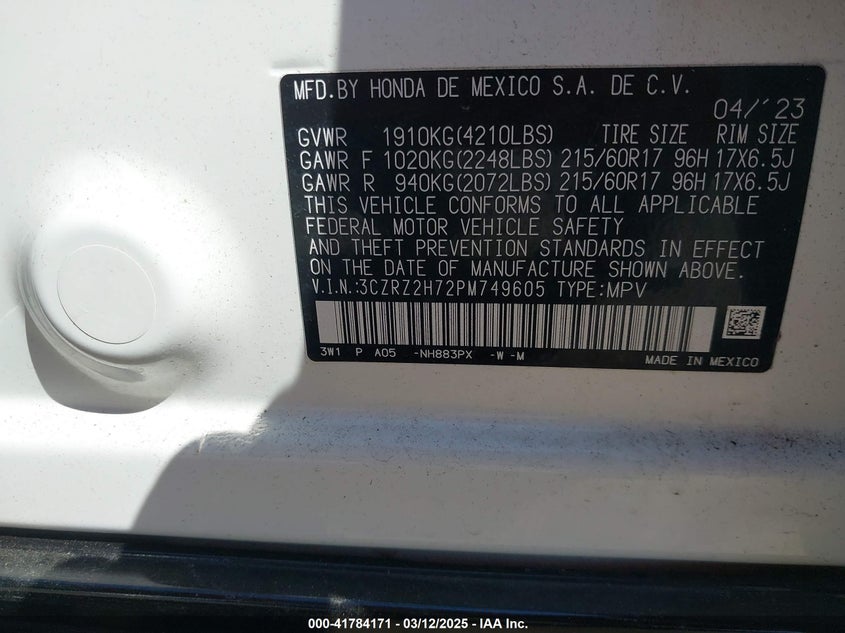 MFD.BY HONDA DE MEXICO S.A. DE C.V.
04/'23
GVWR 1910KG(4210LBS) TIRE SIZE RIM SIZE
GAWR F 1020KG(2248LBS) 215/60R17 96H 17X6.5J
GAWR R 940KG(2072LBS) 215/60R17 96H 17X6.5J
THIS VEHICLE CONFORMS TO ALL APPLICABLE
FEDERAL MOTOR VEHICLE SAFETY
AND THEFT PREVENTION STANDARDS IN EFFECT
ON THE DATE OF MANUFACTURE SHOWN ABOVE.
V.I.N.:3CZRZ2H72PM749605 TYPE:MPV
3W1 P A05 -NH883PX -W -M
MADE IN MEXICO
000-41784171 - 03/12/2025 - IAA Inc.